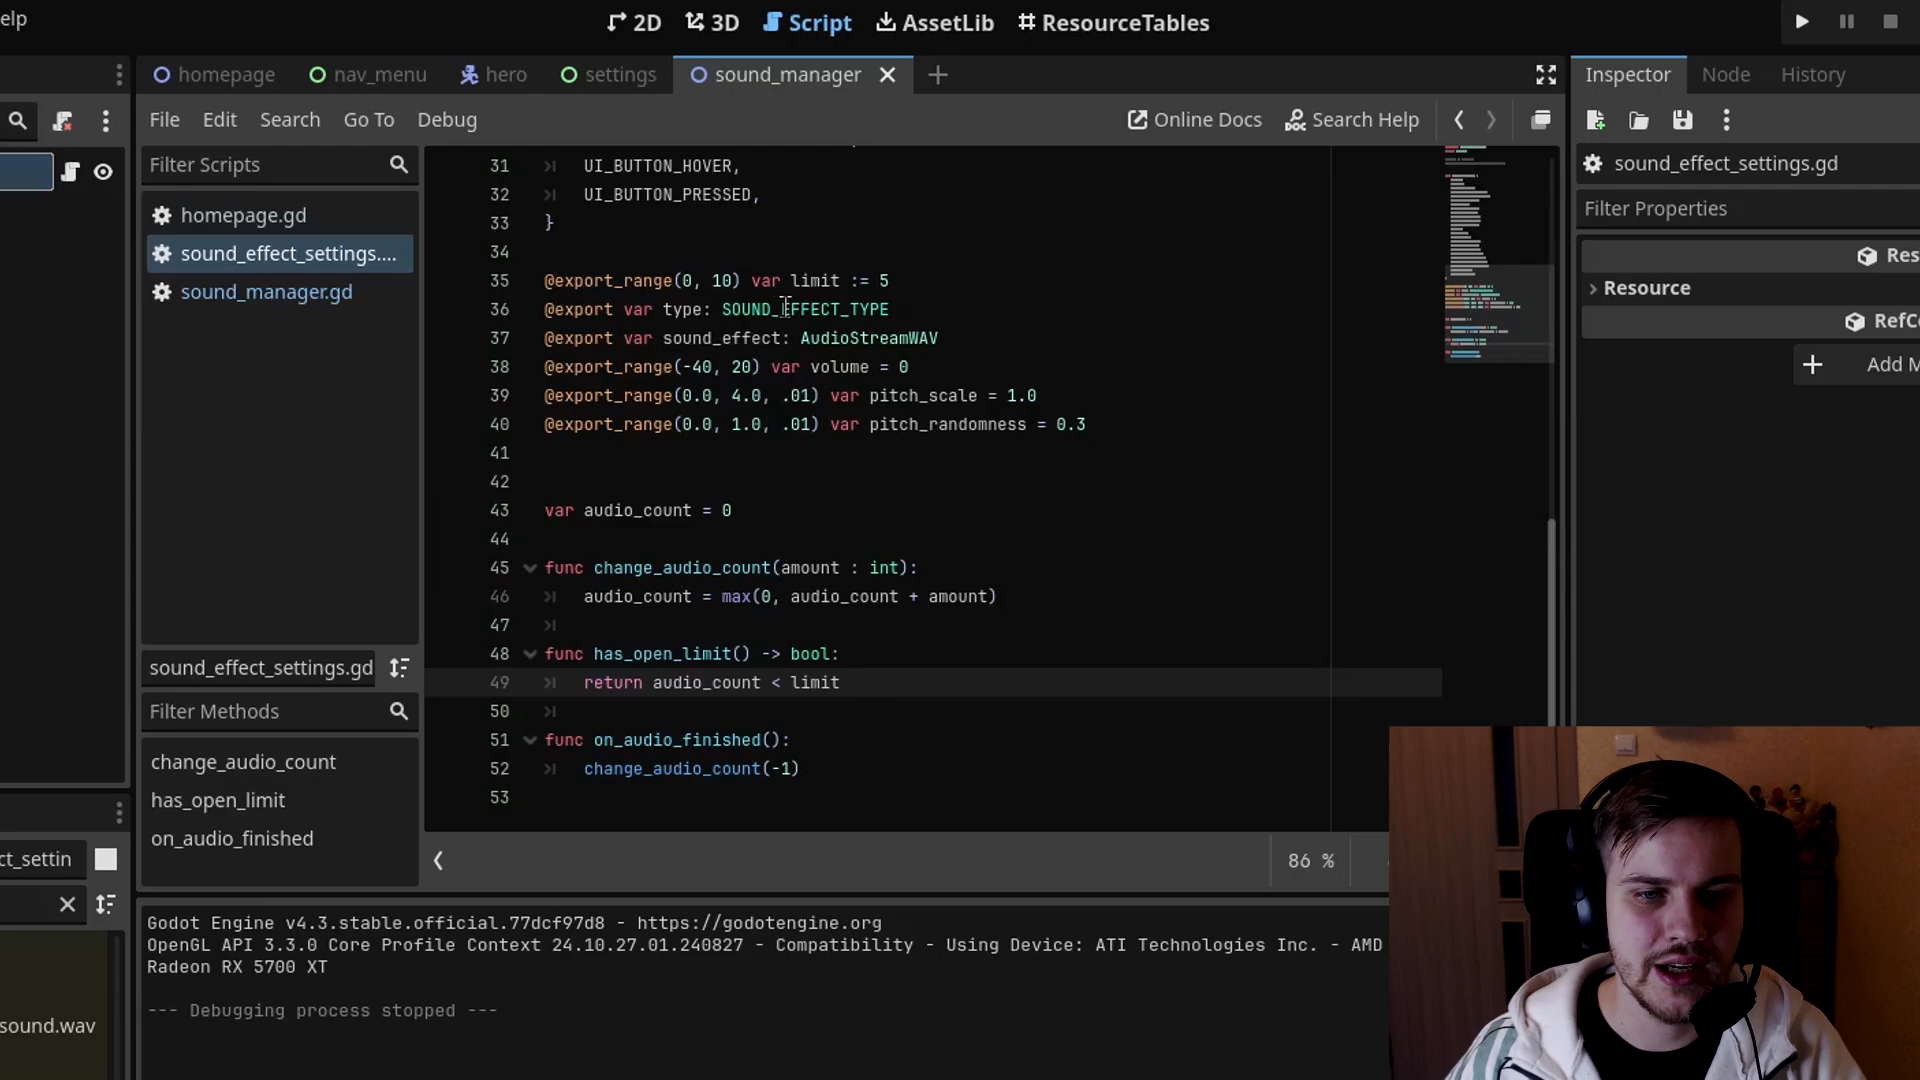 elp
2D 3D Script AssetLib ResourceTables
homepage nav_menu hero settings sound_manager
Inspector Node History
File Edit Search Go To Debug Online Docs Search Help
Filter Scripts
homepage.gd
sound_effect_settings....
sound_manager.gd
sound_effect_settings.gd
Filter Methods
change_audio_count
has_open_limit
on_audio_finished
31 UI_BUTTON_HOVER,
32 UI_BUTTON_PRESSED,
33 }
34
35 @export_range(0, 10) var limit := 5
36 @export var type: SOUND_EFFECT_TYPE
37 @export var sound_effect: AudioStreamWAV
38 @export_range(-40, 20) var volume = 0
39 @export_range(0.0, 4.0, .01) var pitch_scale = 1.0
40 @export_range(0.0, 1.0, .01) var pitch_randomness = 0.3
41
42
43 var audio_count = 0
44
45 func change_audio_count(amount : int):
46 audio_count = max(0, audio_count + amount)
47
48 func has_open_limit() -> bool:
49 return audio_count < limit
50
51 func on_audio_finished():
52 change_audio_count(-1)
53
86 %
sound_effect_settings.gd
Filter Properties
Res
Resource
RefC
Add M
ct_settin
sound.wav
Godot Engine v4.3.stable.official.77dcf97d8 - https://godotengine.org
OpenGL API 3.3.0 Core Profile Context 24.10.27.01.240827 - Compatibility - Using Device: ATI Technologies Inc. - AMD
Radeon RX 5700 XT
--- Debugging process stopped ---